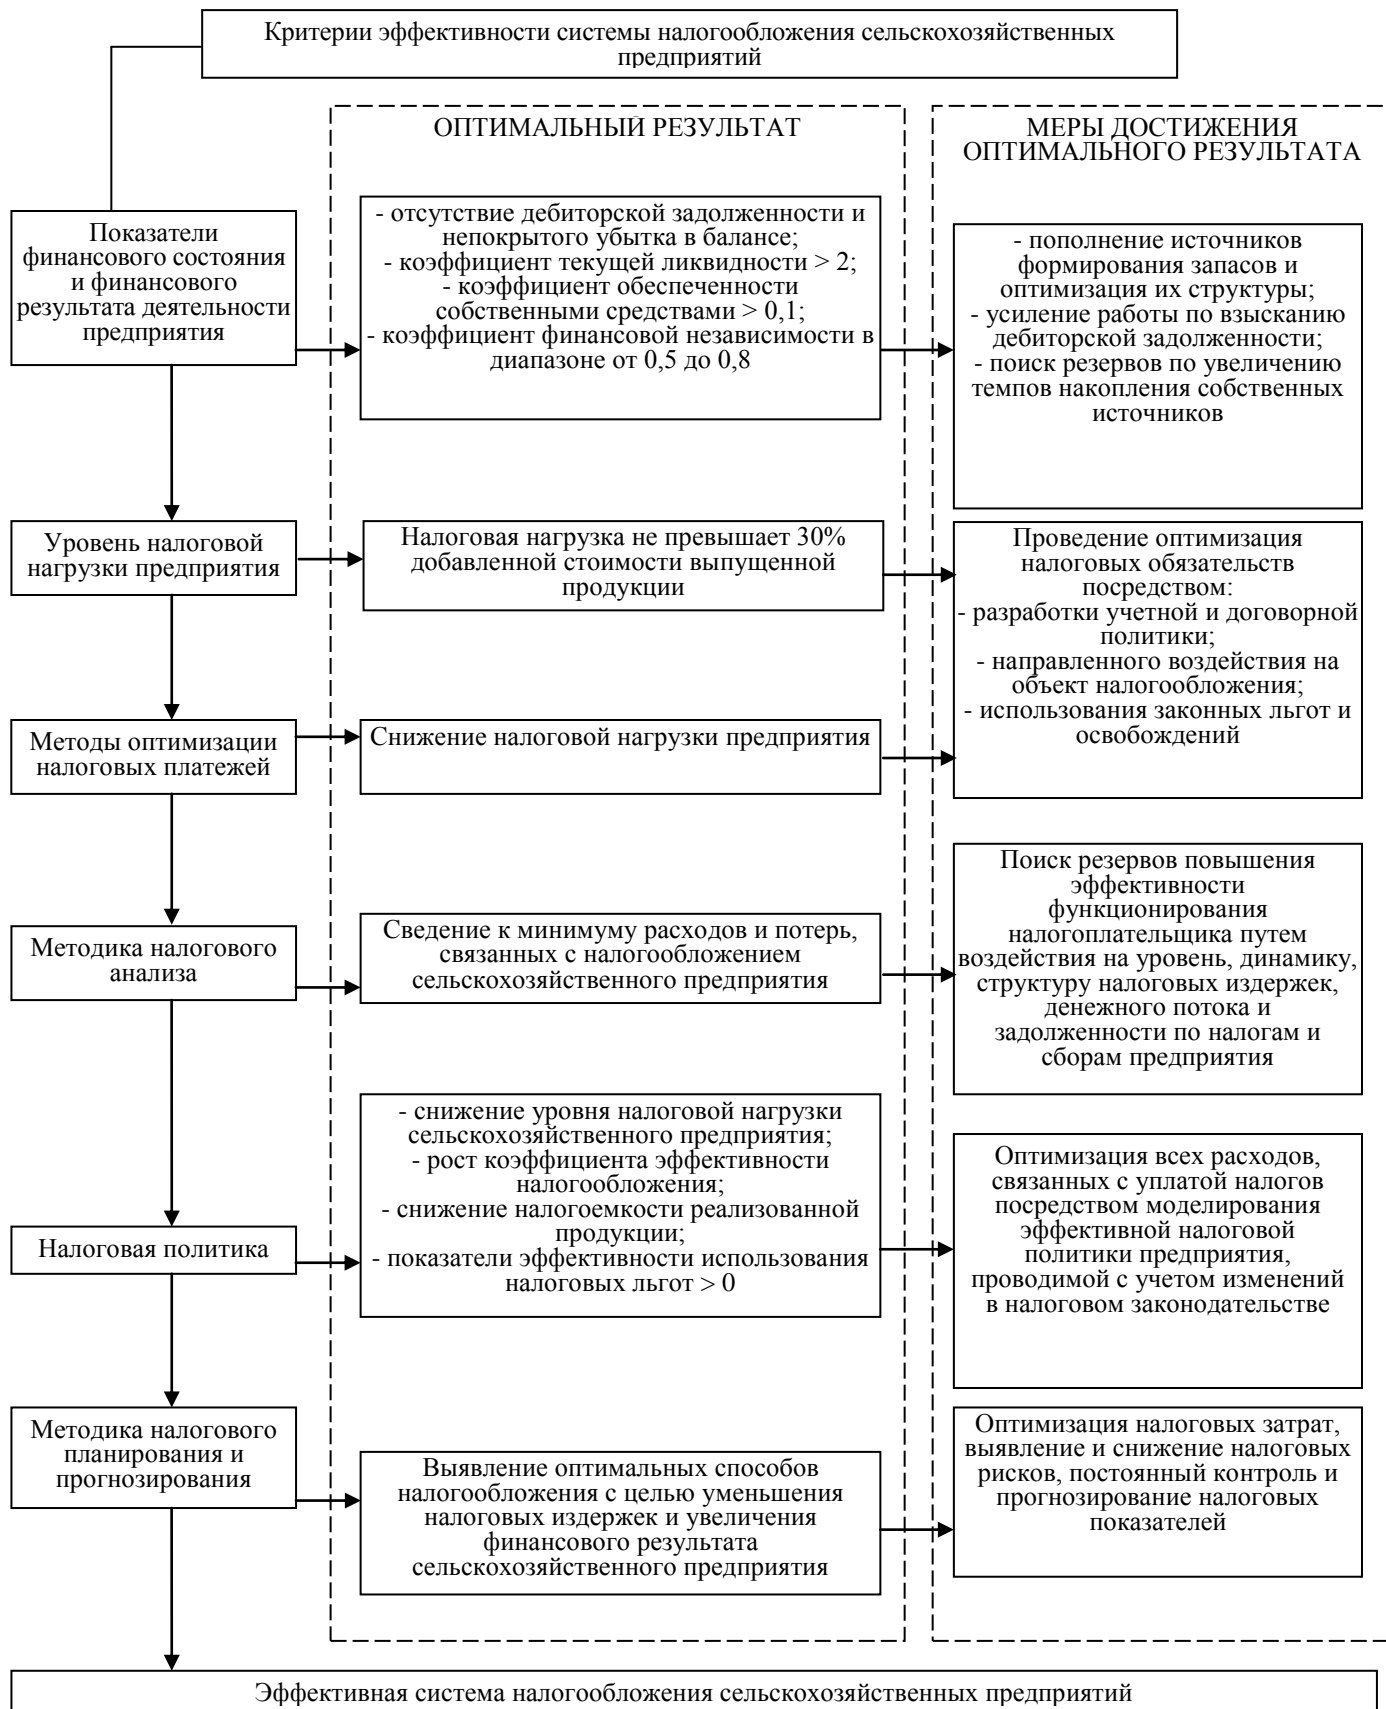 Критерии эффективности системы налогообложения сельскохозяйственных
предприятий
ОПТИМАЛЬНЫЙ РЕЗУЛЬТАТ
МЕРЫ ДОСТИЖЕНИЯ
ОПТИМАЛЬНОГО РЕЗУЛЬТАТА
Показатели
финансового состояния
и финансового
результата деятельности
предприятия
- отсутствие дебиторской задолженности и
непокрытого убытка в балансе;
- коэффициент текущей ликвидности > 2;
- коэффициент обеспеченности
собственными средствами > 0,1;
- коэффициент финансовой независимости в
диапазоне от 0,5 до 0,8
- пополнение источников
формирования запасов и
оптимизация их структуры;
- усиление работы по взысканию
дебиторской задолженности;
- поиск резервов по увеличению
темпов накопления собственных
источников
Уровень налоговой
нагрузки предприятия
Налоговая нагрузка не превышает 30%
добавленной стоимости выпущенной
продукции
Проведение оптимизация
налоговых обязательств
посредством:
- разработки учетной и договорной
политики;
- направленного воздействия на
объект налогообложения;
- использования законных льгот и
освобождений
Методы оптимизации
налоговых платежей
Снижение налоговой нагрузки предприятия
Методика налогового
анализа
Сведение к минимуму расходов и потерь,
связанных с налогообложением
сельскохозяйственного предприятия
Поиск резервов повышения
эффективности
функционирования
налогоплательщика путем
воздействия на уровень, динамику,
структуру налоговых издержек,
денежного потока и
задолженности по налогам и
сборам предприятия
Налоговая политика
- снижение уровня налоговой нагрузки
сельскохозяйственного предприятия;
- рост коэффициента эффективности
налогообложения;
- снижение налогоемкости реализованной
продукции;
- показатели эффективности использования
налоговых льгот > 0
Оптимизация всех расходов,
связанных с уплатой налогов
посредством моделирования
эффективной налоговой
политики предприятия,
проводимой с учетом изменений
в налоговом законодательстве
Методика налогового
планирования и
прогнозирования
Выявление оптимальных способов
налогообложения с целью уменьшения
налоговых издержек и увеличения
финансового результата
сельскохозяйственного предприятия
Оптимизация налоговых затрат,
выявление и снижение налоговых
рисков, постоянный контроль и
прогнозирование налоговых
показателей
Эффективная система налогообложения сельскохозяйственных предприятий